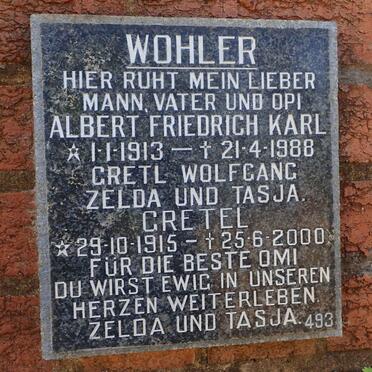 WOHLER
HIER RUHT MEIN LIEBER
MANN, VATER UND OPI
ALBERT FRIEDRICH KARL
☆ 1-1-1913 — † 21-4-1988
GRETL WOLFGANG
ZELDA UND TASJA.
GRETEL
☆ 29-10-1915 — † 25-6-2000
FÜR DIE BESTE OMI
DU WIRST EWIG IN UNSEREN
HERZEN WEITERLEBEN.
ZELDA UND TASJA. 493